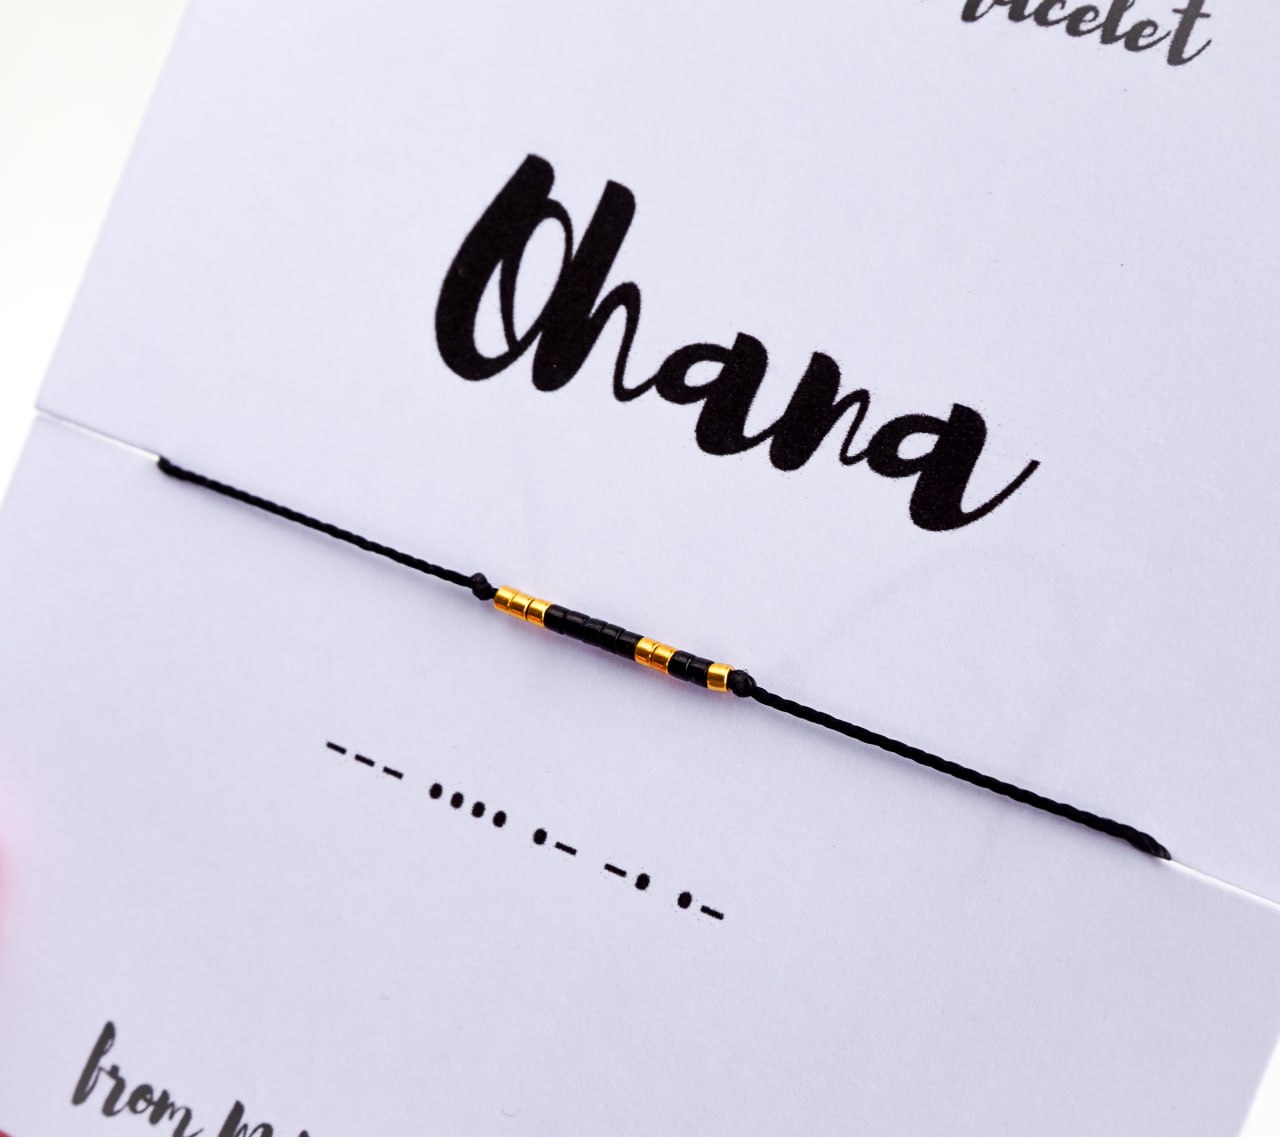 Ohana
--- .... .- -. .-
from